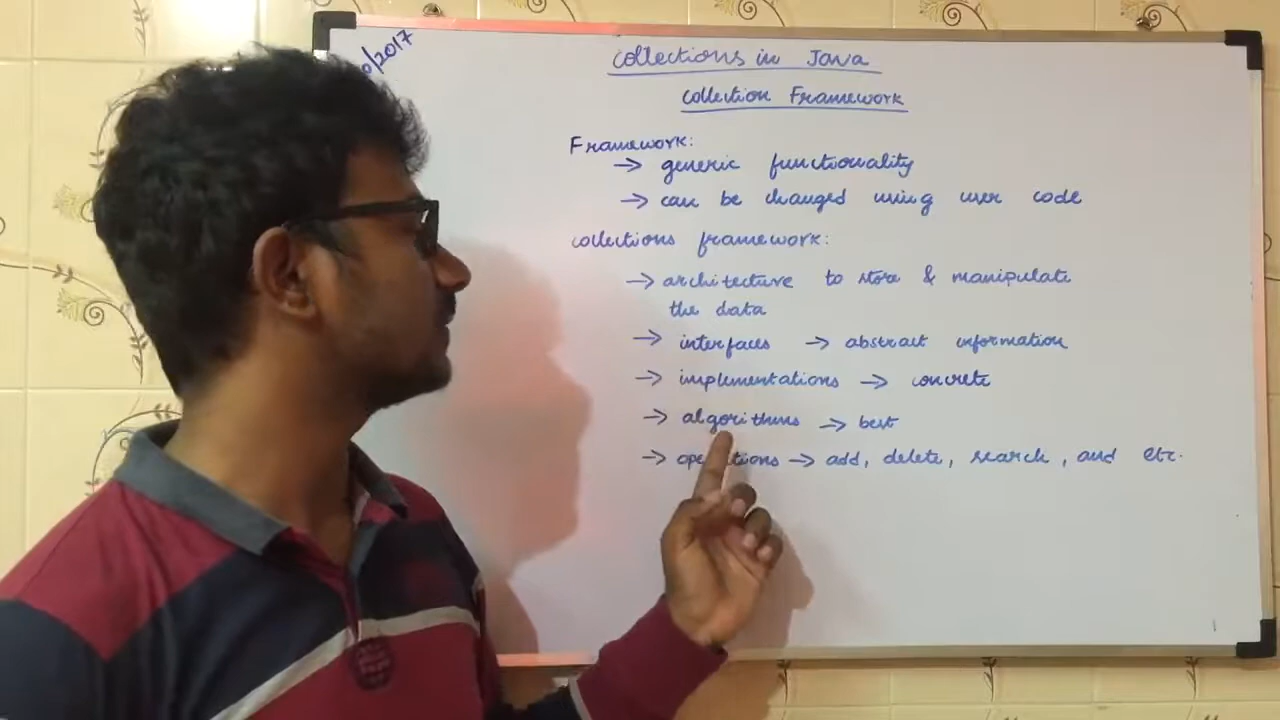 0/2017
Collections in Java
Collection Framework
Framework:
→ generic functionality
→ can be changed using user code
collections framework:
→ architecture to store & manipulate
the data
→ interfaces → abstract information
→ implementations → concrete
→ algorithms → best
→ operations → add, delete, search, and etc.